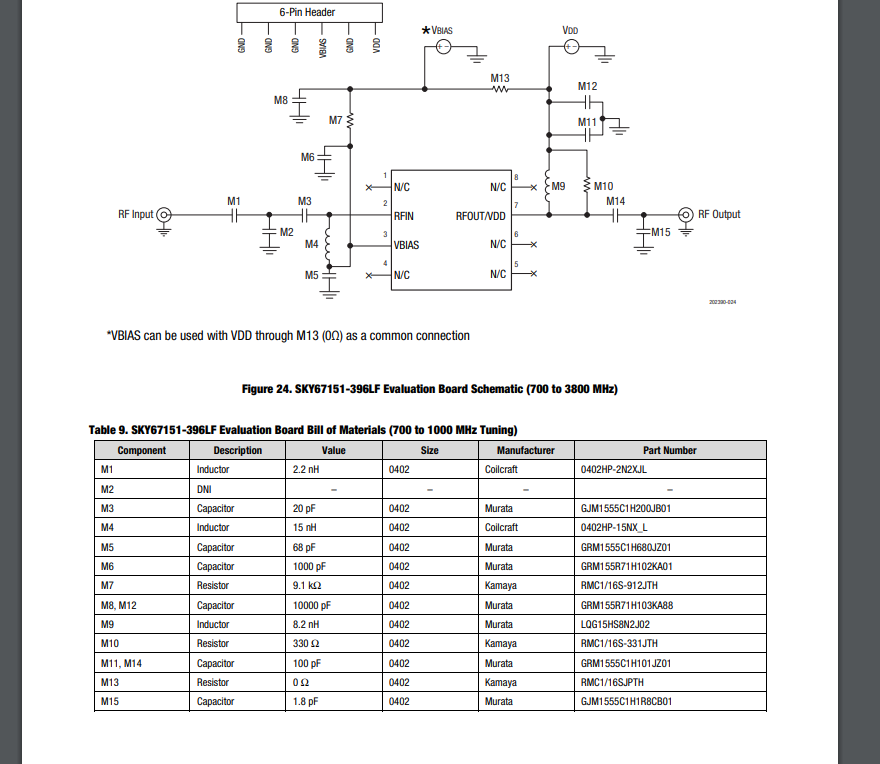 6-Pin Header
GND
GND
GND
VBIAS
GND
VDD
*VBIAS
VDD
M13
M12
M8
M7
M11
M6
1
N/C
N/C
8
M9
M10
RF Input
M1
M3
2
RFIN
RFOUT/VDD
7
M14
RF Output
M2
M4
3
VBIAS
N/C
6
M15
M5
4
N/C
N/C
5
202390-024
*VBIAS can be used with VDD through M13 (0Ω) as a common connection
Figure 24. SKY67151-396LF Evaluation Board Schematic (700 to 3800 MHz)
Table 9. SKY67151-396LF Evaluation Board Bill of Materials (700 to 1000 MHz Tuning)
Component Description Value Size Manufacturer Part Number
M1 Inductor 2.2 nH 0402 Coilcraft 0402HP-2N2XJL
M2 DNI – – – –
M3 Capacitor 20 pF 0402 Murata GJM1555C1H200JB01
M4 Inductor 15 nH 0402 Coilcraft 0402HP-15NX_L
M5 Capacitor 68 pF 0402 Murata GRM1555C1H680JZ01
M6 Capacitor 1000 pF 0402 Murata GRM155R71H102KA01
M7 Resistor 9.1 kΩ 0402 Kamaya RMC1/16S-912JTH
M8, M12 Capacitor 10000 pF 0402 Murata GRM155R71H103KA88
M9 Inductor 8.2 nH 0402 Murata LQG15HS8N2J02
M10 Resistor 330 Ω 0402 Kamaya RMC1/16S-331JTH
M11, M14 Capacitor 100 pF 0402 Murata GRM1555C1H101JZ01
M13 Resistor 0 Ω 0402 Kamaya RMC1/16SJPTH
M15 Capacitor 1.8 pF 0402 Murata GJM1555C1H1R8CB01